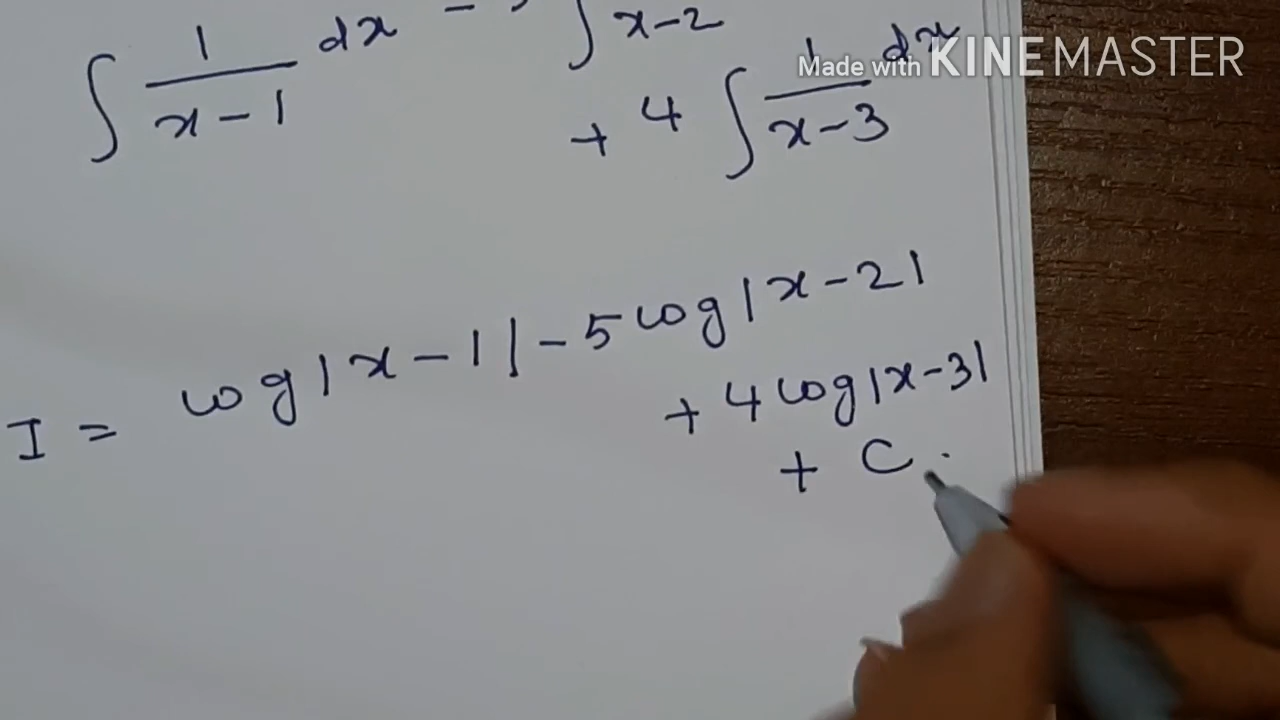 ∫ 1/(x-1) dx - ∫ x-2
+ 4 ∫ 1/(x-3) dx
Made with KINEMASTER
I = log|x-1| - 5 log|x-2|
+ 4 log|x-3|
+ C.